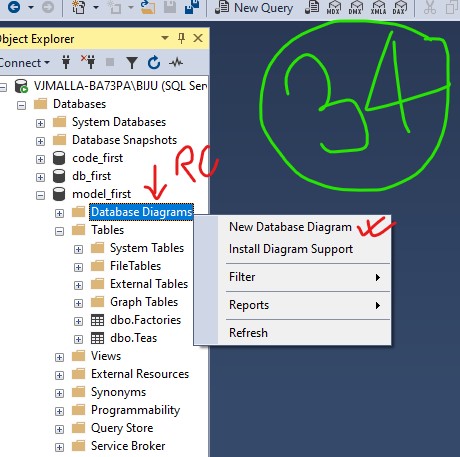 New Query
MDX DMX XMLA DAX
Object Explorer
Connect
VJMALLA-BA73PA\BIJU (SQL Ser
Databases
System Databases
Database Snapshots
code_first
db_first
model_first
RC
Database Diagrams
Tables
System Tables
FileTables
External Tables
Graph Tables
dbo.Factories
dbo.Teas
Views
External Resources
Synonyms
Programmability
Query Store
Service Broker
New Database Diagram
Install Diagram Support
Filter
Reports
Refresh
34